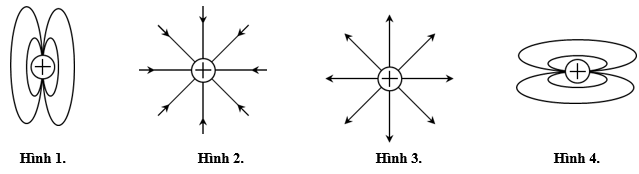 + + + +
Hình 1. Hình 2. Hình 3. Hình 4.